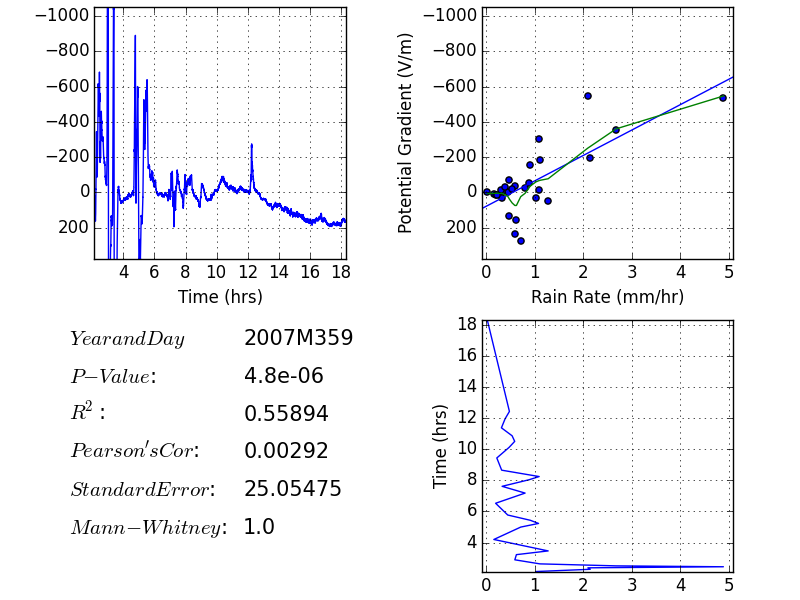 −1000
−800
−600
−400
−200
0
200
4 6 8 10 12 14 16 18
Time (hrs)
Potential Gradient (V/m)
−1000
−800
−600
−400
−200
0
200
0 1 2 3 4 5
Rain Rate (mm/hr)
YearandDay 2007M359
P−Value: 4.8e-06
R²: 0.55894
Pearson'sCor: 0.00292
StandardError: 25.05475
Mann−Whitney: 1.0
Time (hrs)
18
16
14
12
10
8
6
4
0 1 2 3 4 5